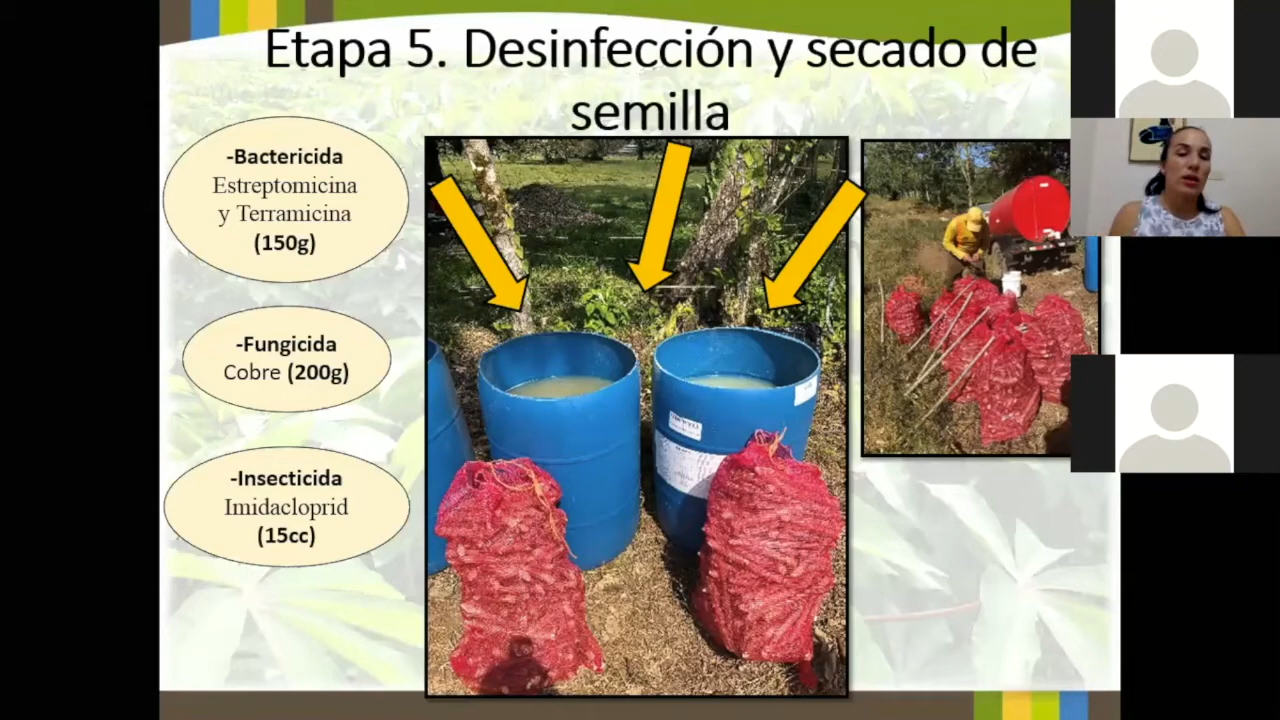 Etapa 5. Desinfección y secado de
semilla
-Bactericida
Estreptomicina
y Terramicina
(150g)
-Fungicida
Cobre (200g)
-Insecticida
Imidacloprid
(15cc)